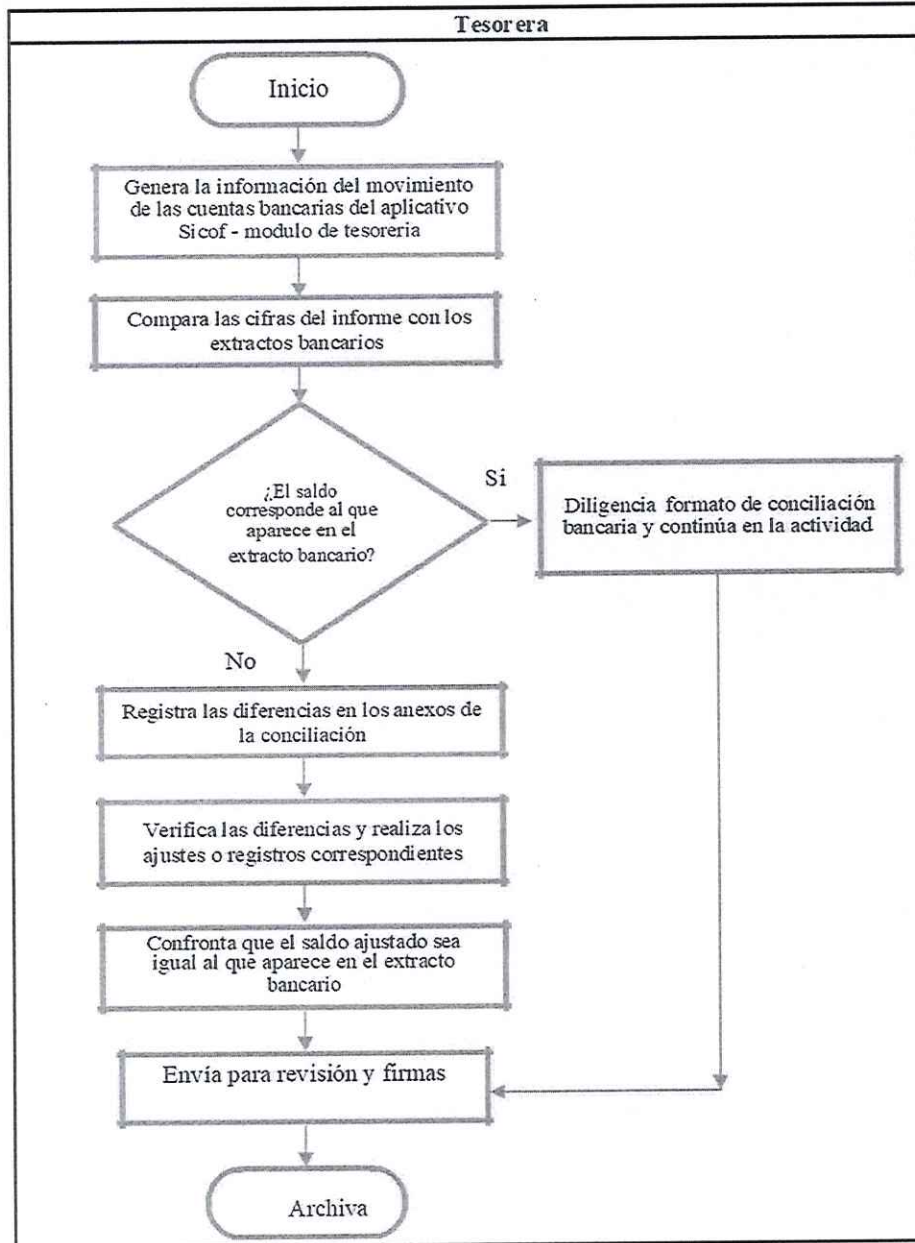 Tesorera
Inicio
Genera la información del movimiento
de las cuentas bancarias del aplicativo
Sicof - modulo de tesoreria
Compara las cifras del informe con los
extractos bancarios
¿El saldo
corresponde al que
aparece en el
extracto bancario?
Si
Diligencia formato de conciliación
bancaria y continúa en la actividad
No
Registra las diferencias en los anexos de
la conciliación
Verifica las diferencias y realiza los
ajustes o registros correspondientes
Confronta que el saldo ajustado sea
igual al que aparece en el extracto
bancario
Envía para revisión y firmas
Archiva